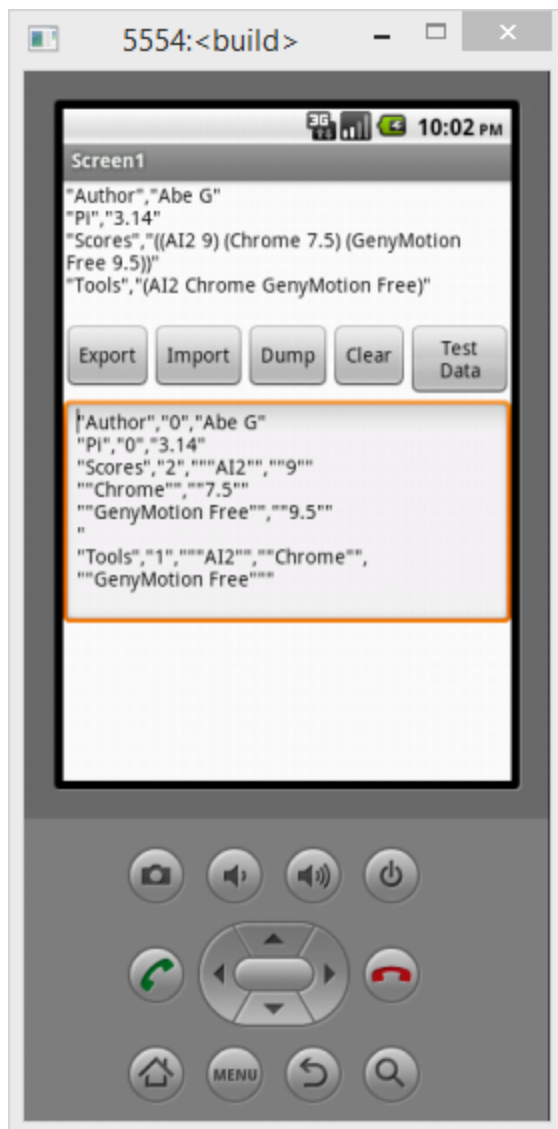 5554:<build>
3G 10:02 PM
Screen1
"Author","Abe G"
"Pi","3.14"
"Scores","((AI2 9) (Chrome 7.5) (GenyMotion
Free 9.5))"
"Tools","(AI2 Chrome GenyMotion Free)"
Export Import Dump Clear Test
Data
"Author","0","Abe G"
"Pi","0","3.14"
"Scores","2","""AI2"",""9""
""Chrome"",""7.5""
""GenyMotion Free"",""9.5""
"
"Tools","1","""AI2"",""Chrome"",
""GenyMotion Free"""
MENU